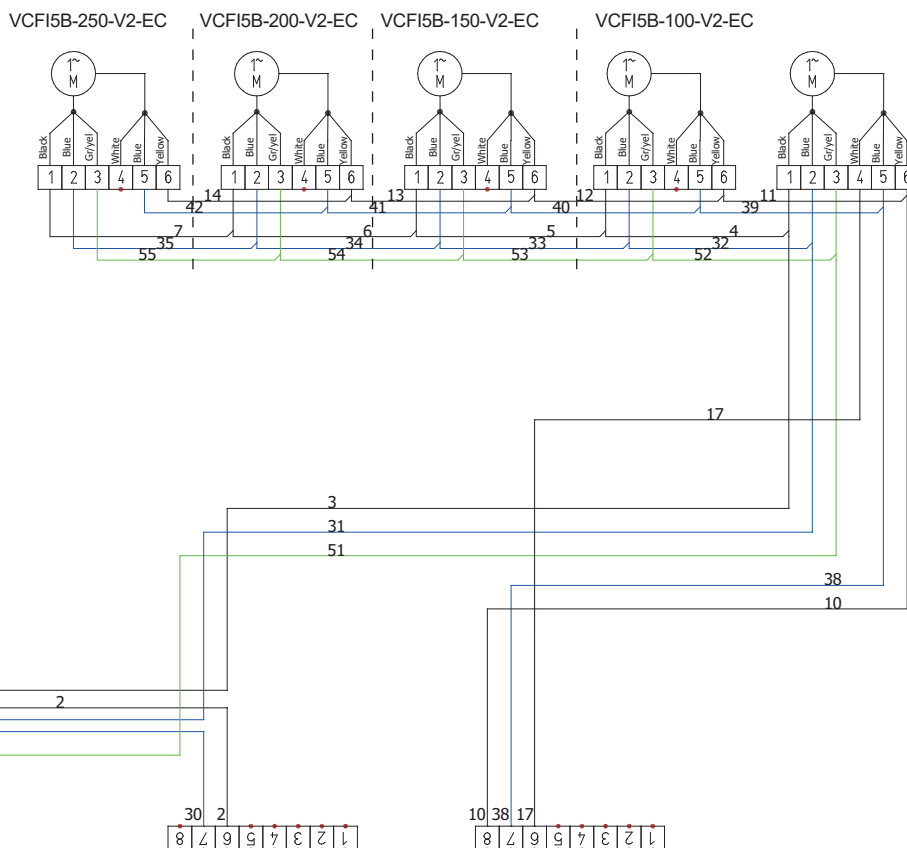 VCFI5B-250-V2-EC VCFI5B-200-V2-EC VCFI5B-150-V2-EC VCFI5B-100-V2-EC
1~ 1~ 1~ 1~ 1~
M M M M M
Black Blue Gr/yel White Blue Yellow Black Blue Gr/yel White Blue Yellow Black Blue Gr/yel White Blue Yellow Black Blue Gr/yel White Blue Yellow Black Blue Gr/yel White Blue
1 2 3 4 5 6 1 2 3 4 5 6 1 2 3 4 5 6 1 2 3 4 5 6 1 2 3 4 5 6
14 13 12 11
42 41 40 39
7 6 5 4
35 34 33 32
55 54 53 52
17
3
31
51
38
10
2
30 2 10 38 17
8 7 6 5 4 3 2 1 8 7 6 5 4 3 2 1